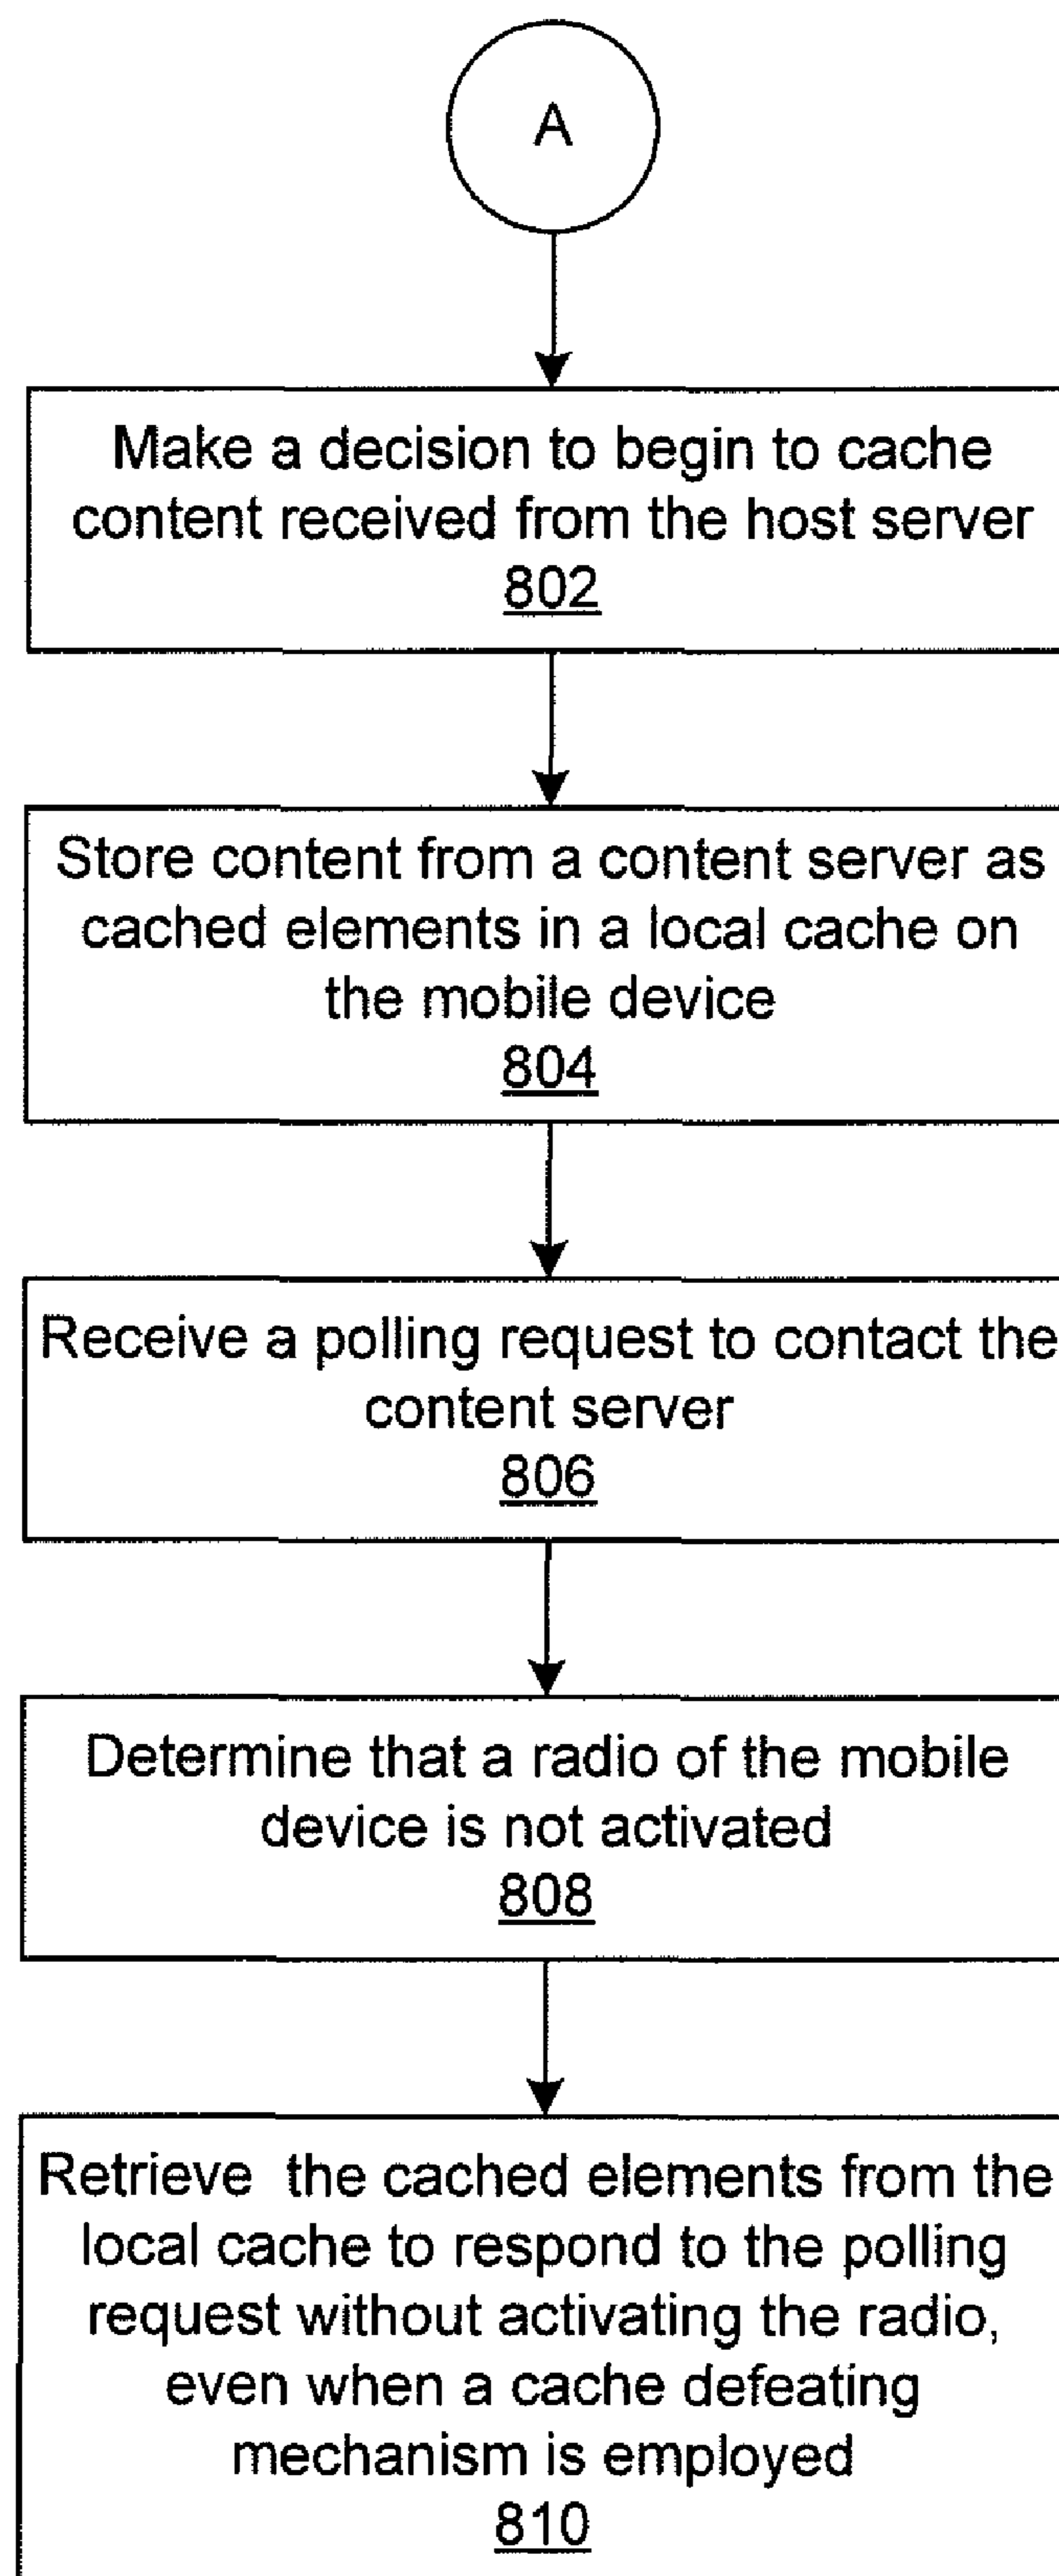 A
Make a decision to begin to cache
content received from the host server
802
Store content from a content server as
cached elements in a local cache on
the mobile device
804
Receive a polling request to contact the
content server
806
Determine that a radio of the mobile
device is not activated
808
Retrieve the cached elements from the
local cache to respond to the polling
request without activating the radio,
even when a cache defeating
mechanism is employed
810